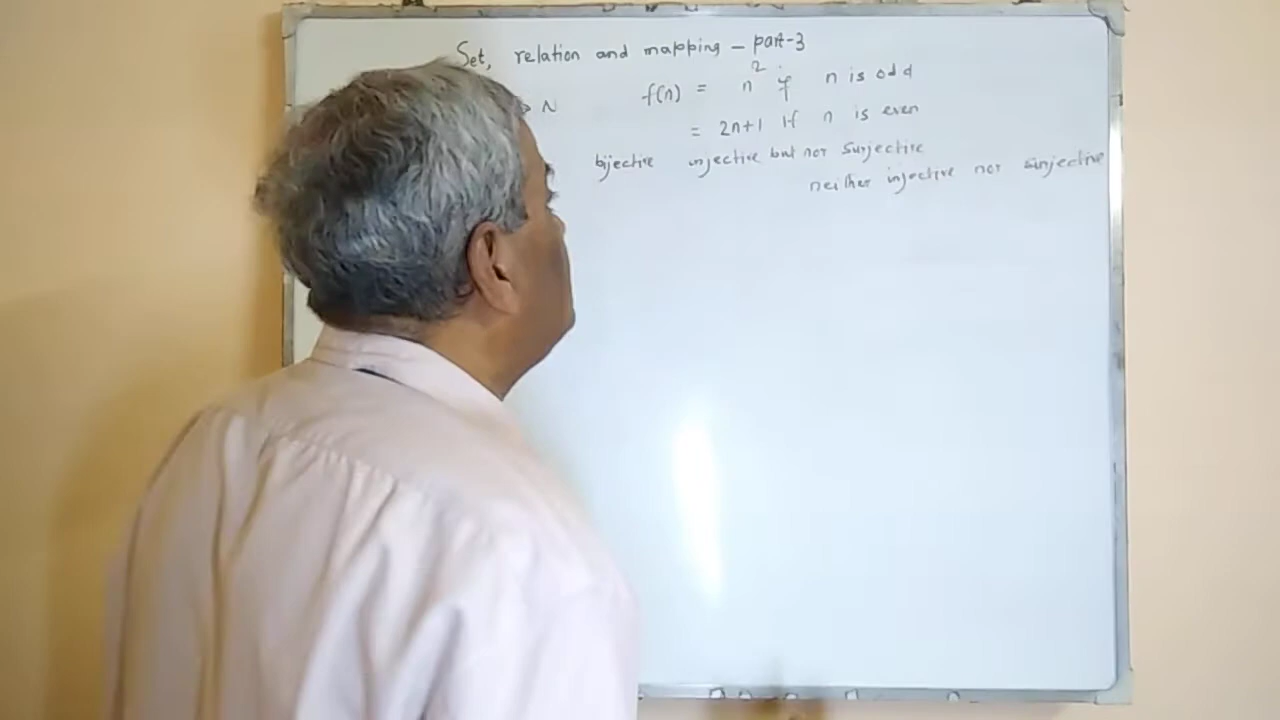 Set, relation and mapping - part-3
→ N f(n) = n² if n is odd
= 2n+1 if n is even
bijective injective but not surjective
neither injective nor surjective